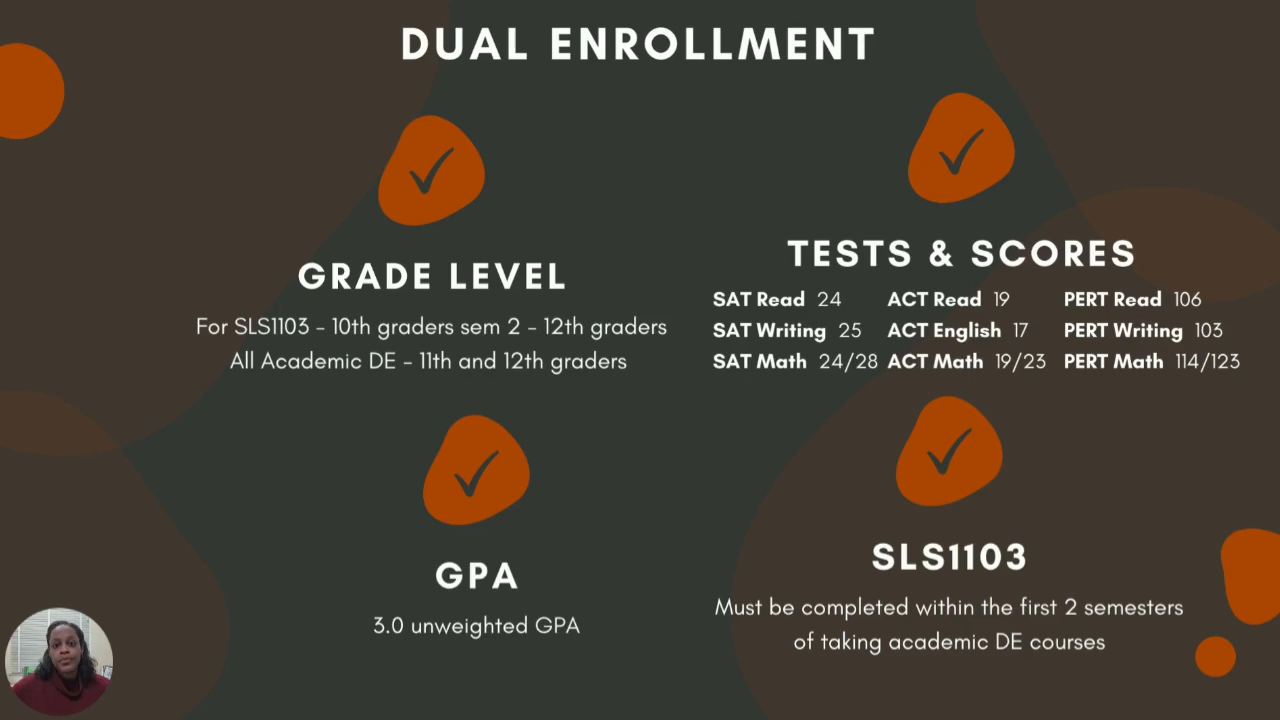 DUAL ENROLLMENT
GRADE LEVEL
For SLS1103 - 10th graders sem 2 - 12th graders
All Academic DE - 11th and 12th graders
TESTS & SCORES
SAT Read 24 ACT Read 19 PERT Read 106
SAT Writing 25 ACT English 17 PERT Writing 103
SAT Math 24/28 ACT Math 19/23 PERT Math 114/123
GPA
3.0 unweighted GPA
SLS1103
Must be completed within the first 2 semesters
of taking academic DE courses